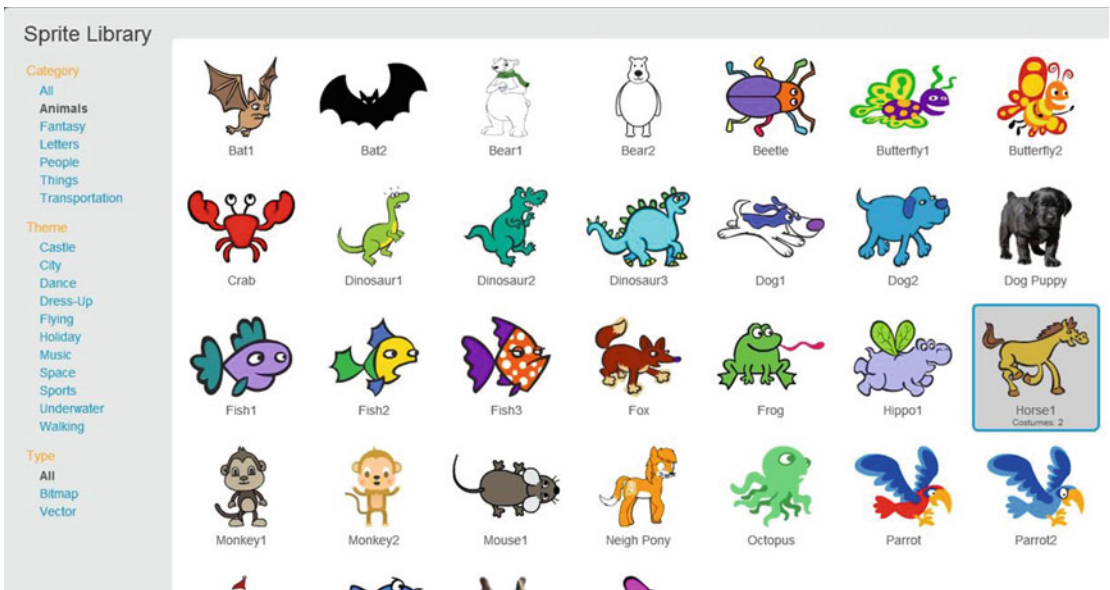 Sprite Library
Category
All
Animals
Fantasy
Letters
People
Things
Transportation
Theme
Castle
City
Dance
Dress-Up
Flying
Holiday
Music
Space
Sports
Underwater
Walking
Type
All
Bitmap
Vector
Bat1 Bat2 Bear1 Bear2 Beetle Butterfly1 Butterfly2
Crab Dinosaur1 Dinosaur2 Dinosaur3 Dog1 Dog2 Dog Puppy
Fish1 Fish2 Fish3 Fox Frog Hippo1 Horse1
Costumes: 2
Monkey1 Monkey2 Mouse1 Neigh Pony Octopus Parrot Parrot2